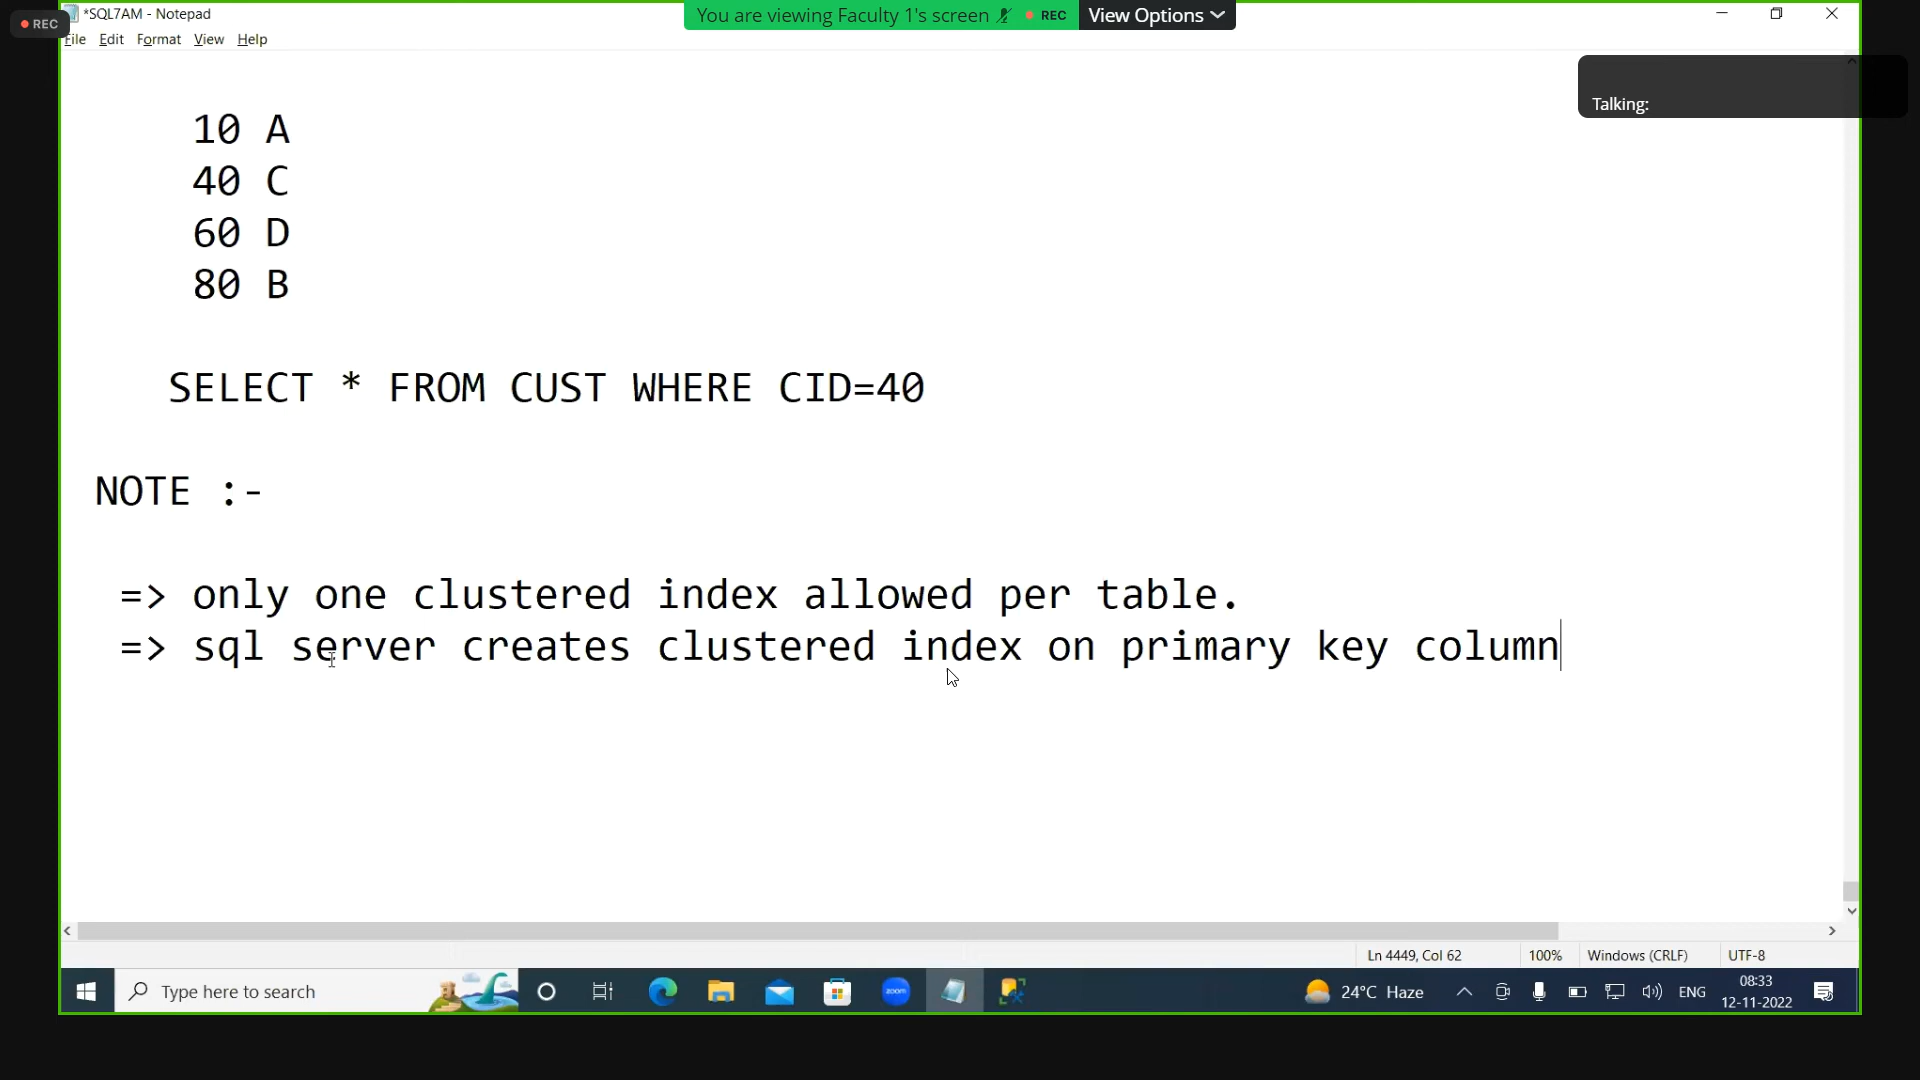 REC
*SQL7AM - Notepad
You are viewing Faculty 1's screen
REC
View Options
File Edit Format View Help
Talking:
10 A
40 C
60 D
80 B
SELECT * FROM CUST WHERE CID=40
NOTE :-
=> only one clustered index allowed per table.
=> sql server creates clustered index on primary key column
Ln 4449, Col 62 100% Windows (CRLF) UTF-8
Type here to search
zoom
24°C Haze
ENG
08:33
12-11-2022